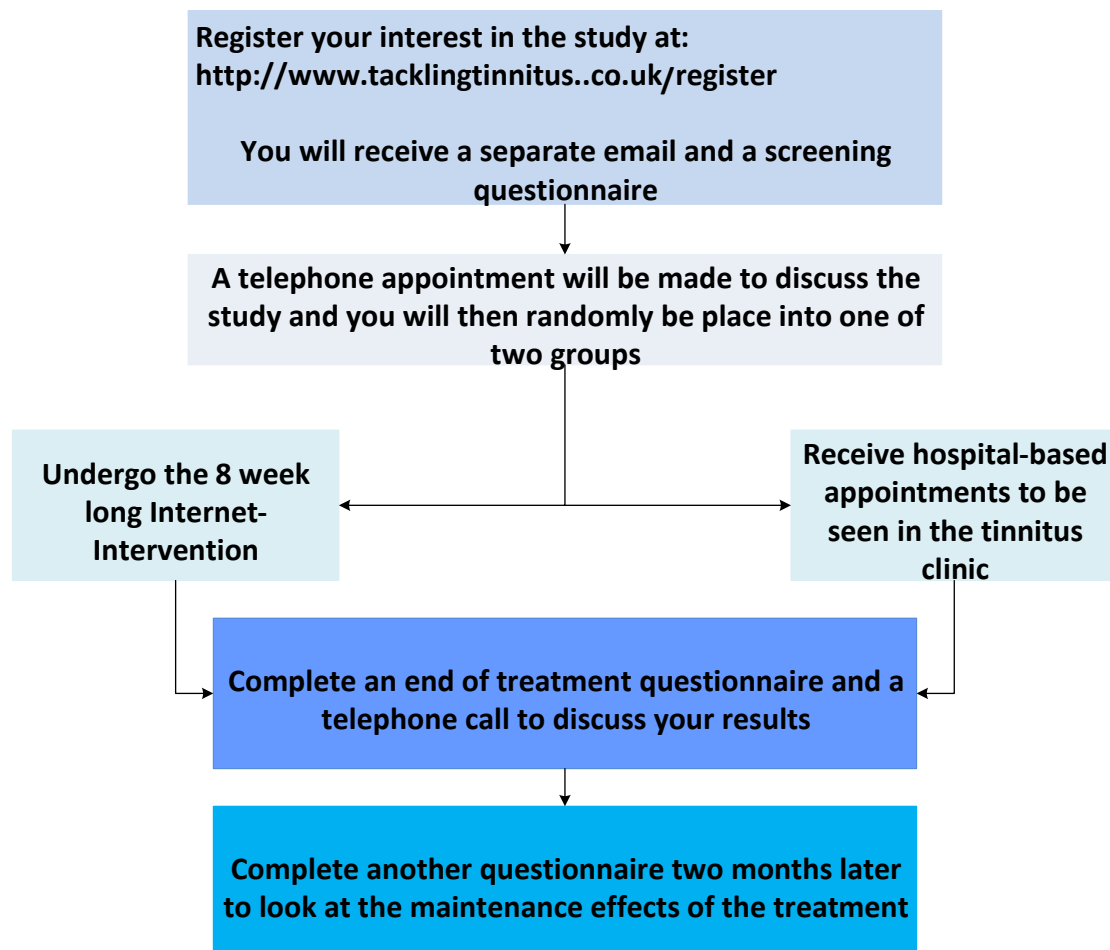 Register your interest in the study at:
http://www.tacklingtinnitus..co.uk/register
You will receive a separate email and a screening
questionnaire
A telephone appointment will be made to discuss the
study and you will then randomly be place into one of
two groups
Undergo the 8 week
long Internet-
Intervention
Receive hospital-based
appointments to be
seen in the tinnitus
clinic
Complete an end of treatment questionnaire and a
telephone call to discuss your results
Complete another questionnaire two months later
to look at the maintenance effects of the treatment